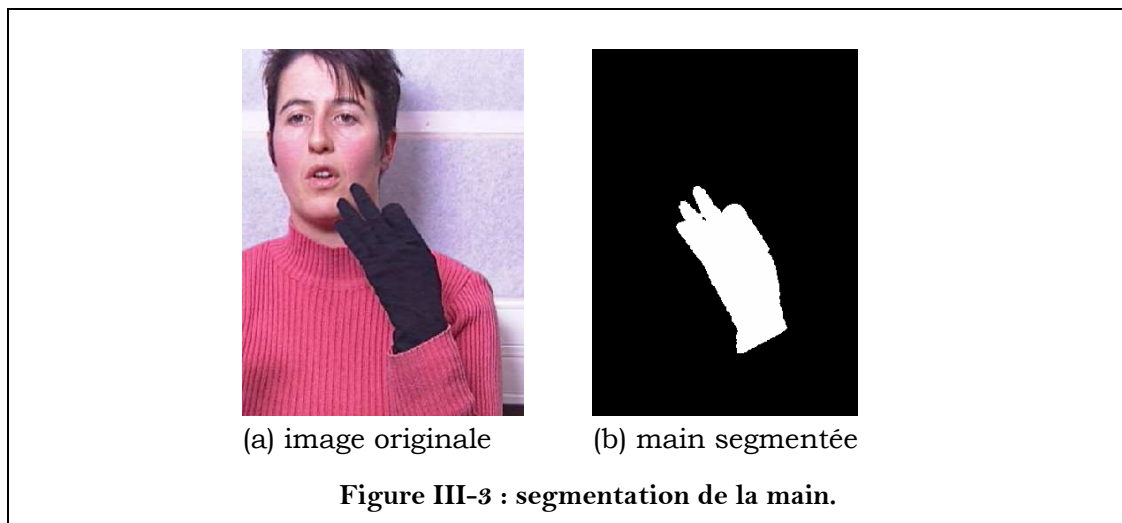 (a) image originale
(b) main segmentée
Figure III-3 : segmentation de la main.